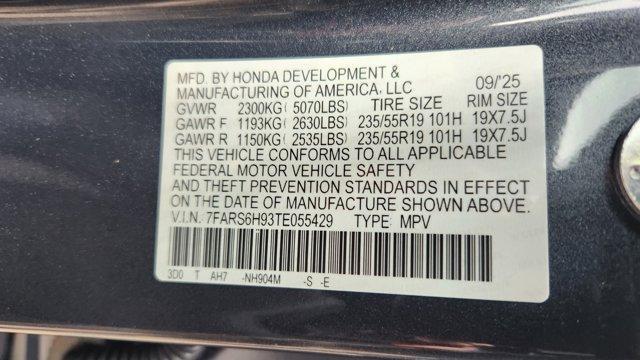 MFD. BY HONDA DEVELOPMENT &
MANUFACTURING OF AMERICA, LLC 09/'25
GVWR 2300KG( 5070LBS) TIRE SIZE RIM SIZE
GAWR F 1193KG( 2630LBS) 235/55R19 101H 19X7.5J
GAWR R 1150KG( 2535LBS) 235/55R19 101H 19X7.5J
THIS VEHICLE CONFORMS TO ALL APPLICABLE
FEDERAL MOTOR VEHICLE SAFETY
AND THEFT PREVENTION STANDARDS IN EFFECT
ON THE DATE OF MANUFACTURE SHOWN ABOVE.
V.I.N. 7FARS6H93TE055429 TYPE: MPV
3D0 T AH7 -NH904M -S -E